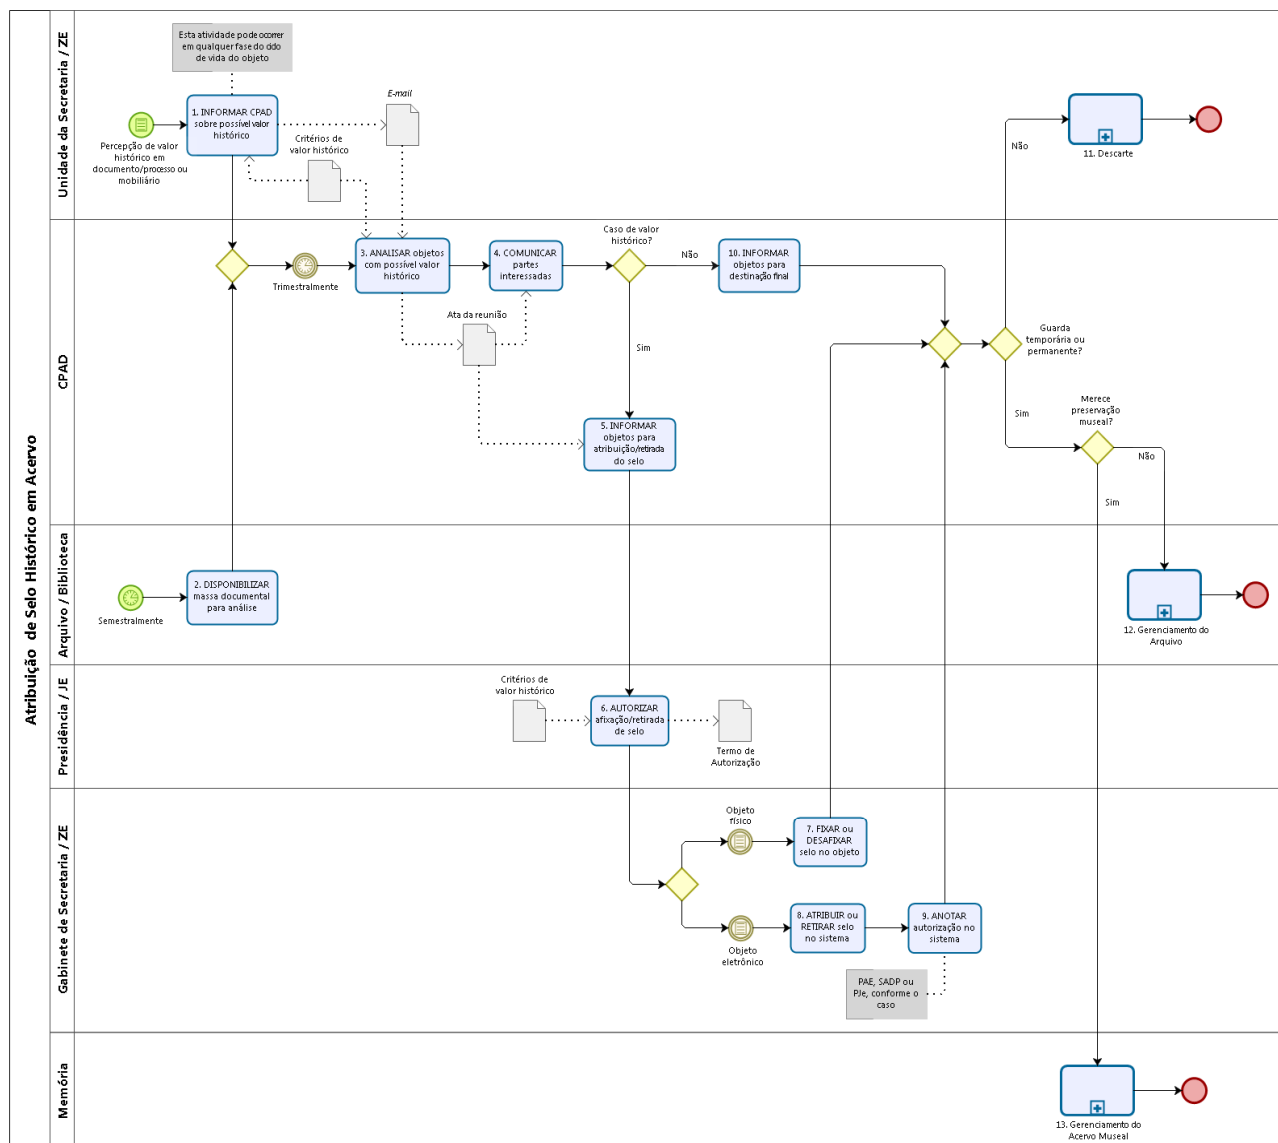 Atribuição de Selo Histórico em Acervo
Unidade da Secretaria / ZE
Esta atividade pode ocorrer
em qualquer fase do ciclo
de vida do objeto
1. INFORMAR CPAD
sobre possível valor
histórico
E-mail
Critérios de
valor histórico
Percepção de valor
histórico em
documento/processo ou
mobiliário
Não
11. Descarte
CPAD
Trimestralmente
3. ANALISAR objetos
com possível valor
histórico
4. COMUNICAR
partes
interessadas
Caso de valor
histórico?
Não
10. INFORMAR
objetos para
destinação final
Ata da reunião
Sim
Guarda
temporária ou
permanente?
Sim
Merece
preservação
museal?
Não
Sim
5. INFORMAR
objetos para
atribuição/retirada
do selo
Arquivo / Biblioteca
Semestralmente
2. DISPONIBILIZAR
massa documental
para análise
12. Gerenciamento do
Arquivo
Presidência / JE
Critérios de
valor histórico
6. AUTORIZAR
afixação/retirada
de selo
Termo de
Autorização
Gabinete de Secretaria / ZE
Objeto
físico
7. FIXAR ou
DESAFIXAR
selo no objeto
Objeto
eletrônico
8. ATRIBUIR ou
RETIRAR selo
no sistema
9. ANOTAR
autorização no
sistema
PAE, SADP ou
PJe, conforme o
caso
Memória
13. Gerenciamento do
Acervo Museal